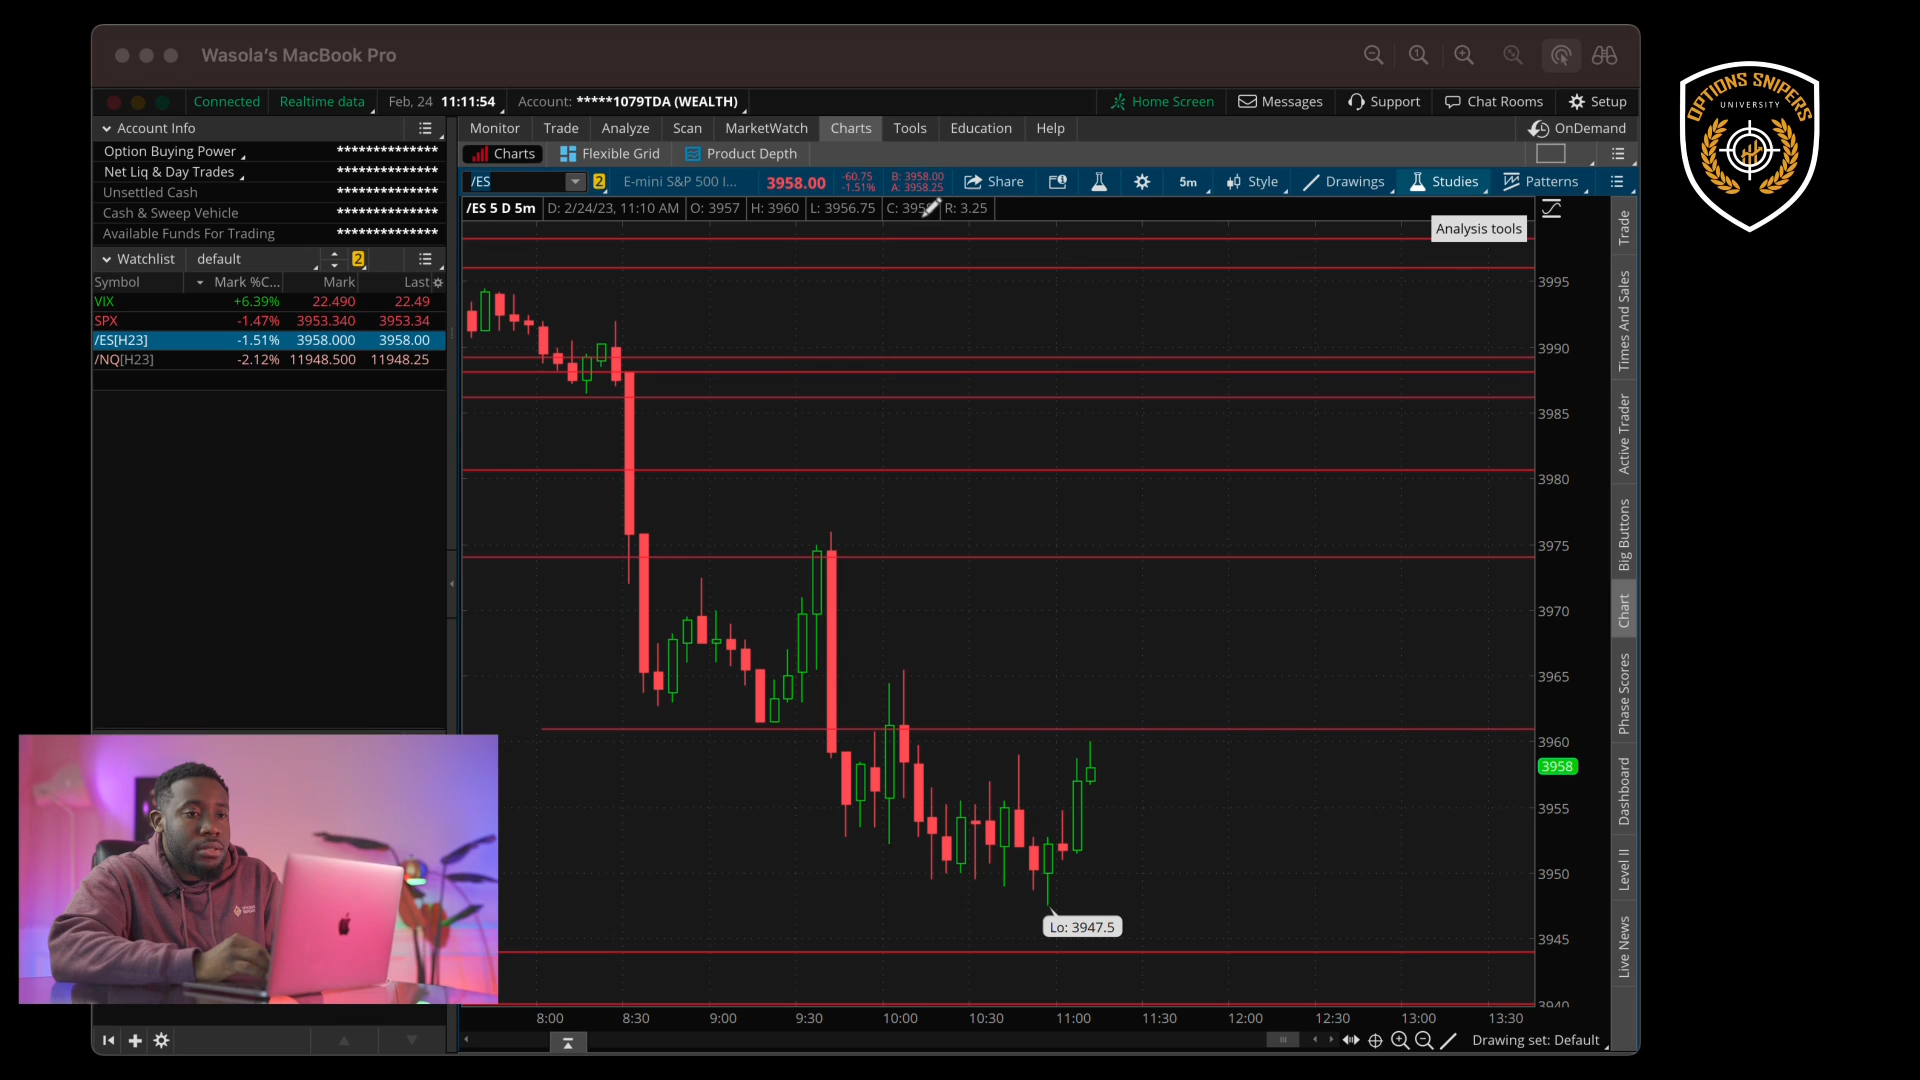 Wasola's MacBook Pro
Connected Realtime data Feb, 24 11:11:54 Account: *****1079TDA (WEALTH) Home Screen Messages Support Chat Rooms Setup
OPTIONS SNIPERS
UNIVERSITY
Account Info
Option Buying Power **************
Net Liq & Day Trades **************
Unsettled Cash **************
Cash & Sweep Vehicle **************
Available Funds For Trading **************
Watchlist default 2
Symbol Mark %C... Mark Last
VIX +6.39% 22.490 22.49
SPX -1.47% 3953.340 3953.34
/ES[H23] -1.51% 3958.000 3958.00
/NQ[H23] -2.12% 11948.500 11948.25
Monitor Trade Analyze Scan MarketWatch Charts Tools Education Help OnDemand
Charts Flexible Grid Product Depth
/ES 2 E-mini S&P 500 I... 3958.00 -60.75 -1.51% B: 3958.00 A: 3958.25 Share 5m Style Drawings Studies Patterns
/ES 5 D 5m D: 2/24/23, 11:10 AM O: 3957 H: 3960 L: 3956.75 R: 3.25
Analysis tools
3995
3990
3985
3980
3975
3970
3965
3960
3958
3955
3950
Lo: 3947.5
3945
3940
8:00 8:30 9:00 9:30 10:00 10:30 11:00 11:30 12:00 12:30 13:00 13:30
Drawing set: Default
Trade
Times And Sales
Active Trader
Big Buttons
Chart
Phase Scores
Dashboard
Level II
Live News